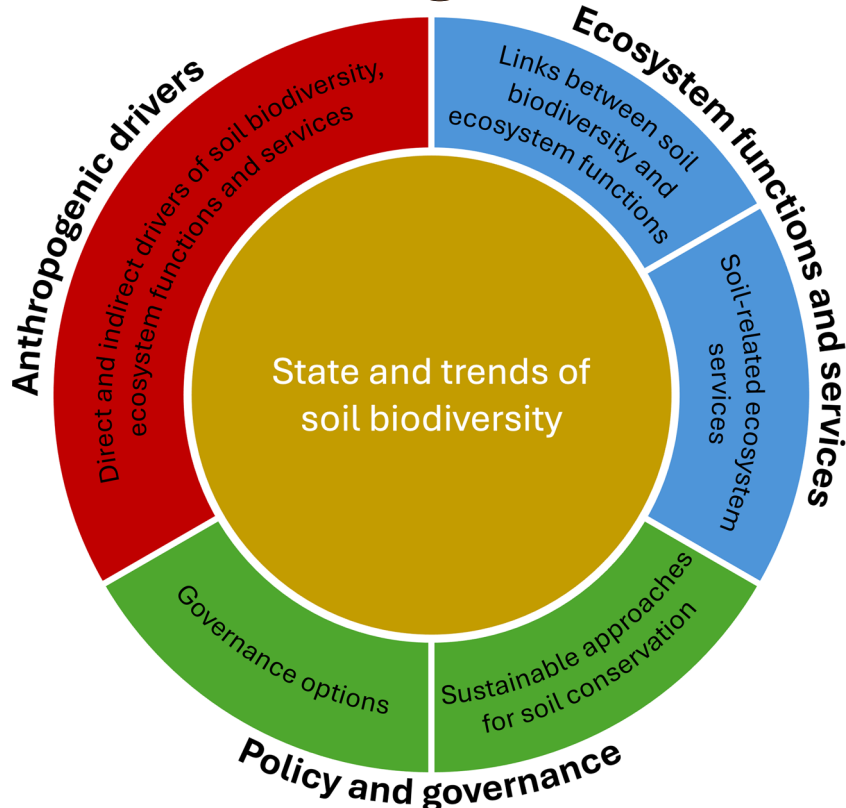 Anthropogenic drivers
Direct and indirect drivers of soil biodiversity,
ecosystem functions and services
Ecosystem functions and services
Links between soil
biodiversity and
ecosystem functions
Soil-related ecosystem
services
State and trends of
soil biodiversity
Governance options
Sustainable approaches
for soil conservation
Policy and governance